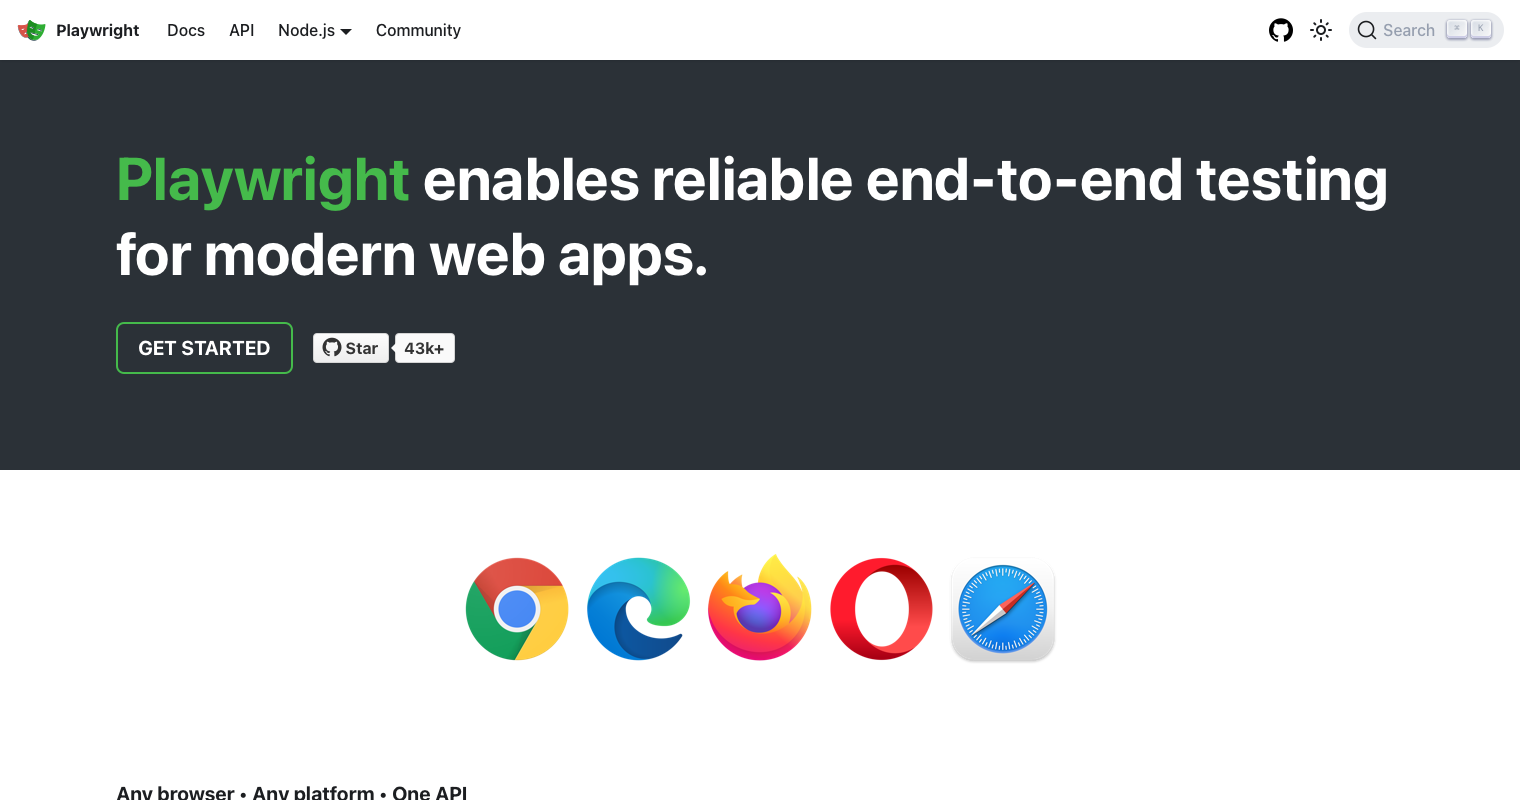 Playwright Docs API Node.js Community Search ⌘ K
Playwright enables reliable end-to-end testing
for modern web apps.
GET STARTED Star 43k+
Any browser • Any platform • One API